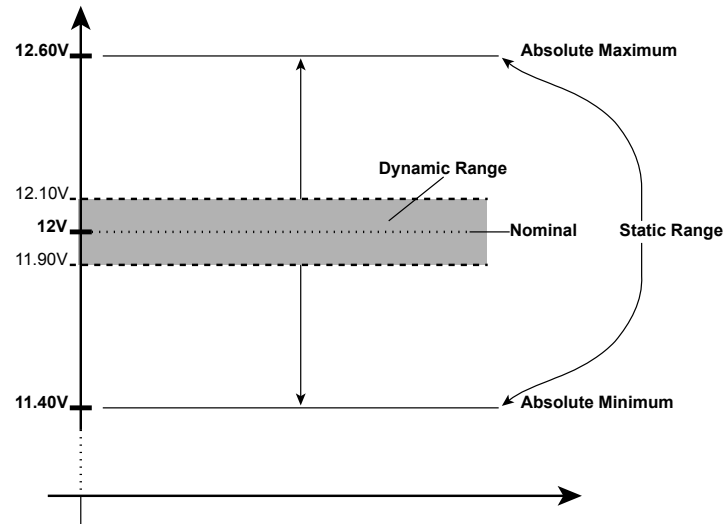 12.60V
Absolute Maximum
Dynamic Range
12.10V
12V
Nominal
Static Range
11.90V
11.40V
Absolute Minimum